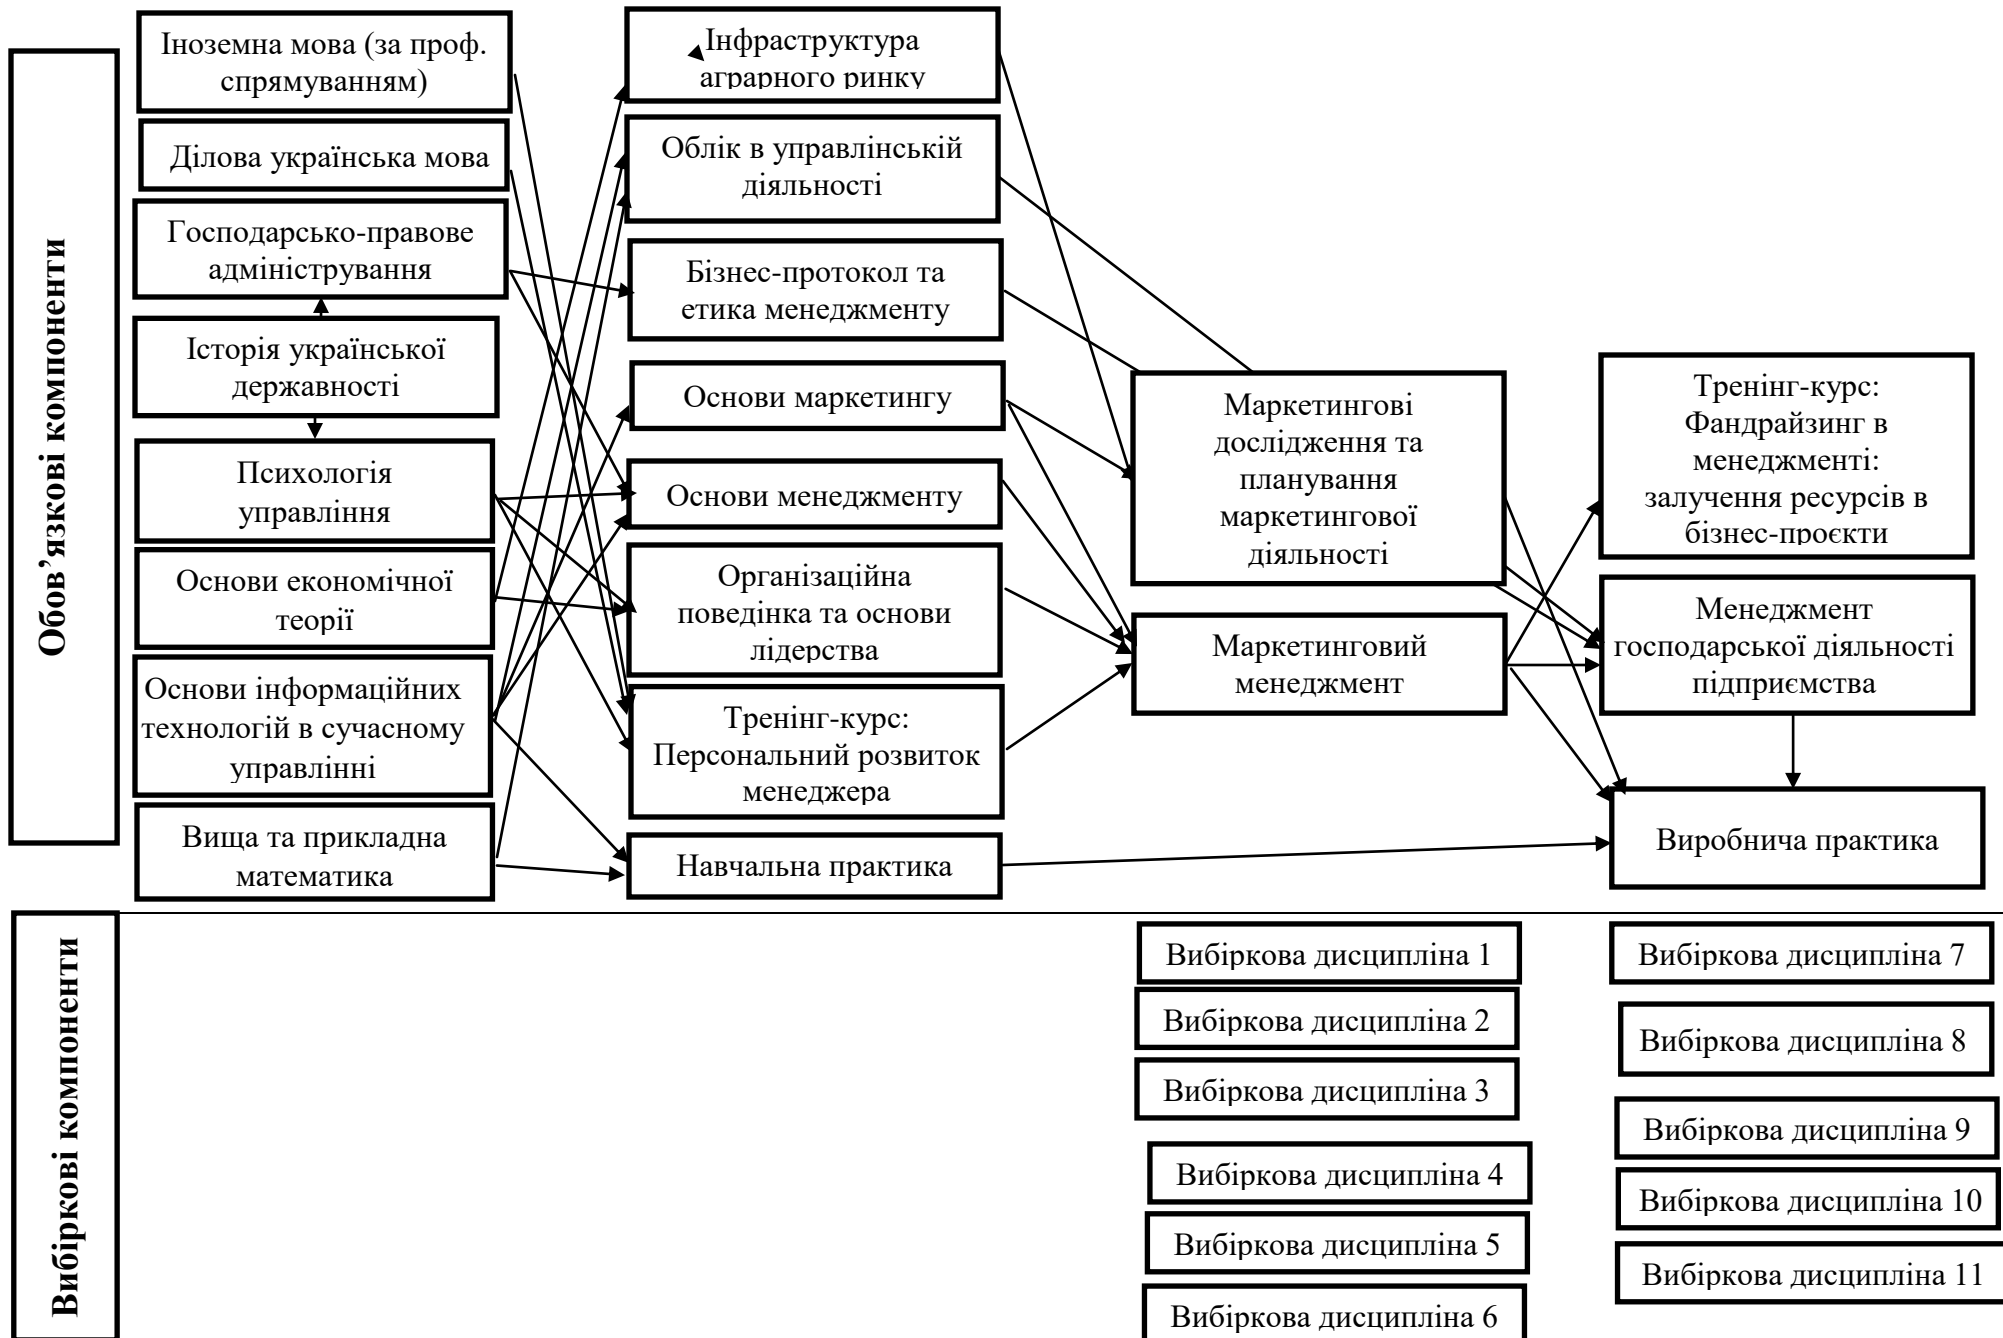 Обов’язкові компоненти
Іноземна мова (за проф.
спрямуванням)
Ділова українська мова
Господарсько-правове
адміністрування
Історія української
державності
Психологія
управління
Основи економічної
теорії
Основи інформаційних
технологій в сучасному
управлінні
Вища та прикладна
математика
Інфраструктура
аграрного ринку
Облік в управлінській
діяльності
Бізнес-протокол та
етика менеджменту
Основи маркетингу
Основи менеджменту
Організаційна
поведінка та основи
лідерства
Тренінг-курс:
Персональний розвиток
менеджера
Навчальна практика
Маркетингові
дослідження та
планування
маркетингової
діяльності
Маркетинговий
менеджмент
Тренінг-курс:
Фандрайзинг в
менеджменті:
залучення ресурсів в
бізнес-проєкти
Менеджмент
господарської діяльності
підприємства
Виробнича практика
Вибіркові компоненти
Вибіркова дисципліна 1
Вибіркова дисципліна 2
Вибіркова дисципліна 3
Вибіркова дисципліна 4
Вибіркова дисципліна 5
Вибіркова дисципліна 6
Вибіркова дисципліна 7
Вибіркова дисципліна 8
Вибіркова дисципліна 9
Вибіркова дисципліна 10
Вибіркова дисципліна 11